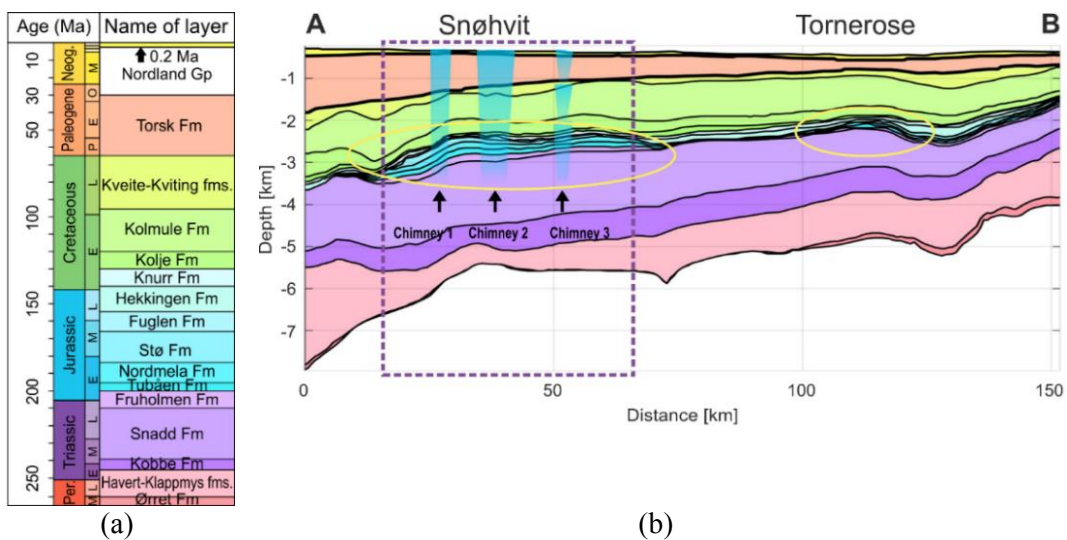 Age (Ma) Name of layer
10
30
50
100
150
200
250
Neog.
Paleogene
Cretaceous
Jurassic
Triassic
Per.
M
O
E
P
L
E
L
M
E
L
M
E
L
M
0.2 Ma
Nordland Gp
Torsk Fm
Kveite-Kviting fms.
Kolmule Fm
Kolje Fm
Knurr Fm
Hekkingen Fm
Fuglen Fm
Stø Fm
Nordmela Fm
Tubåen Fm
Fruholmen Fm
Snadd Fm
Kobbe Fm
Havert-Klappmys fms.
Ørret Fm
(a)
A Snøhvit Tornerose B
Depth [km]
-1
-2
-3
-4
-5
-6
-7
Chimney 1 Chimney 2 Chimney 3
0 50 100 150
Distance [km]
(b)